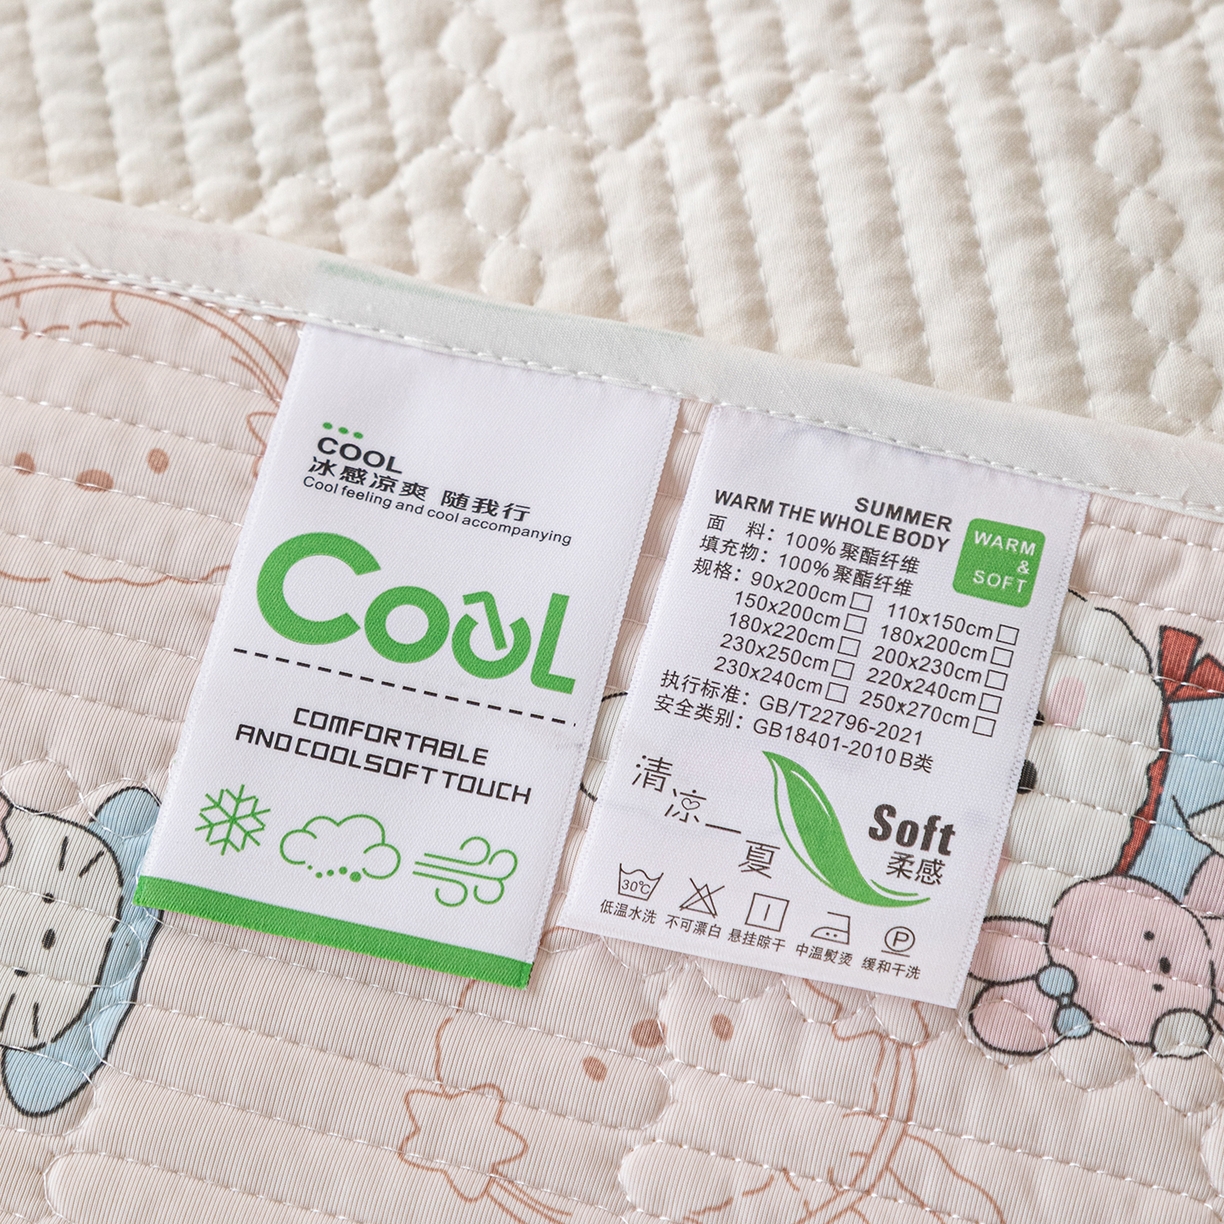 COOL
冰感凉爽 随我行
Cool feeling and cool accompanying
Cool
COMFORTABLE
AND COOL SOFT TOUCH
SUMMER
WARM THE WHOLE BODY
WARM
&
SOFT
面 料：100%聚酯纤维
填充物：100%聚酯纤维
规格：90x200cm□ 110x150cm□
150x200cm□ 180x200cm□
180x220cm□ 200x230cm□
230x250cm□ 220x240cm□
230x240cm□ 250x270cm□
执行标准：GB/T22796-2021
安全类别：GB18401-2010 B类
清凉一夏
Soft
柔感
30℃
P
低温水洗 不可漂白 悬挂晾干 中温熨烫 缓和干洗